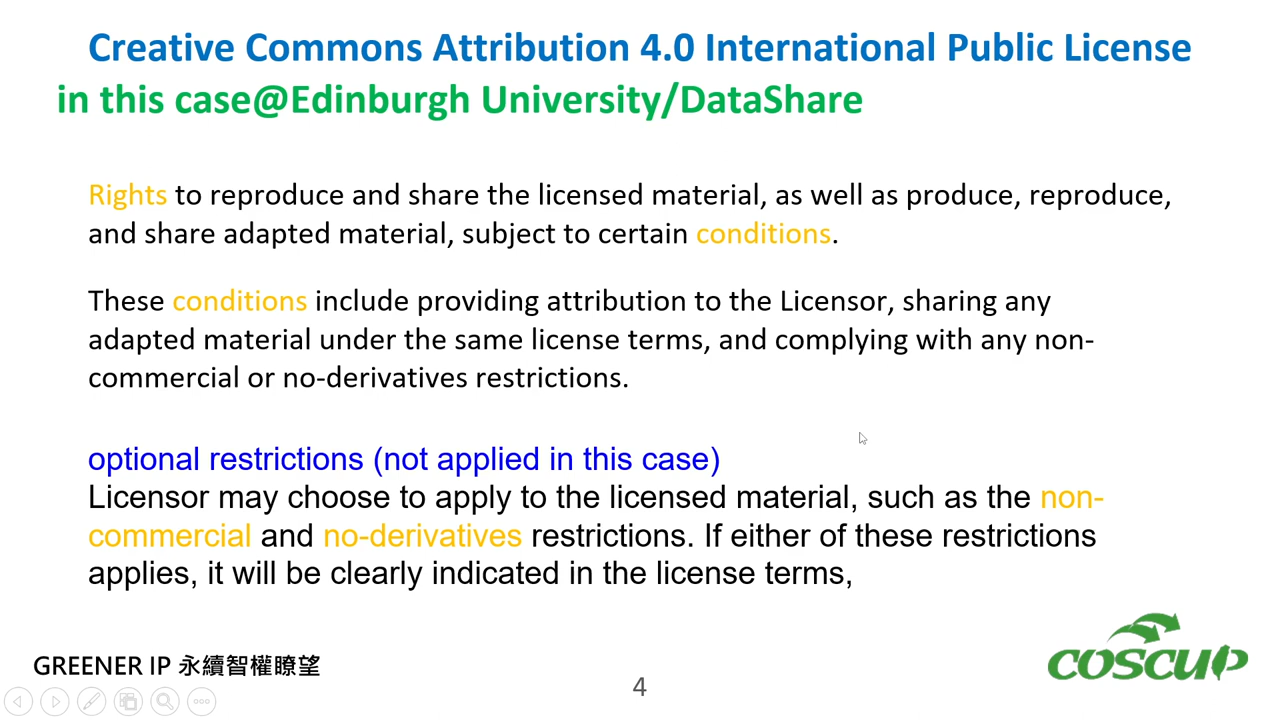 Creative Commons Attribution 4.0 International Public License
in this case@Edinburgh University/DataShare
Rights to reproduce and share the licensed material, as well as produce, reproduce,
and share adapted material, subject to certain conditions.
These conditions include providing attribution to the Licensor, sharing any
adapted material under the same license terms, and complying with any non-
commercial or no-derivatives restrictions.
optional restrictions (not applied in this case)
Licensor may choose to apply to the licensed material, such as the non-
commercial and no-derivatives restrictions. If either of these restrictions
applies, it will be clearly indicated in the license terms,
GREENER IP 永續智權瞭望
COSCUP
4